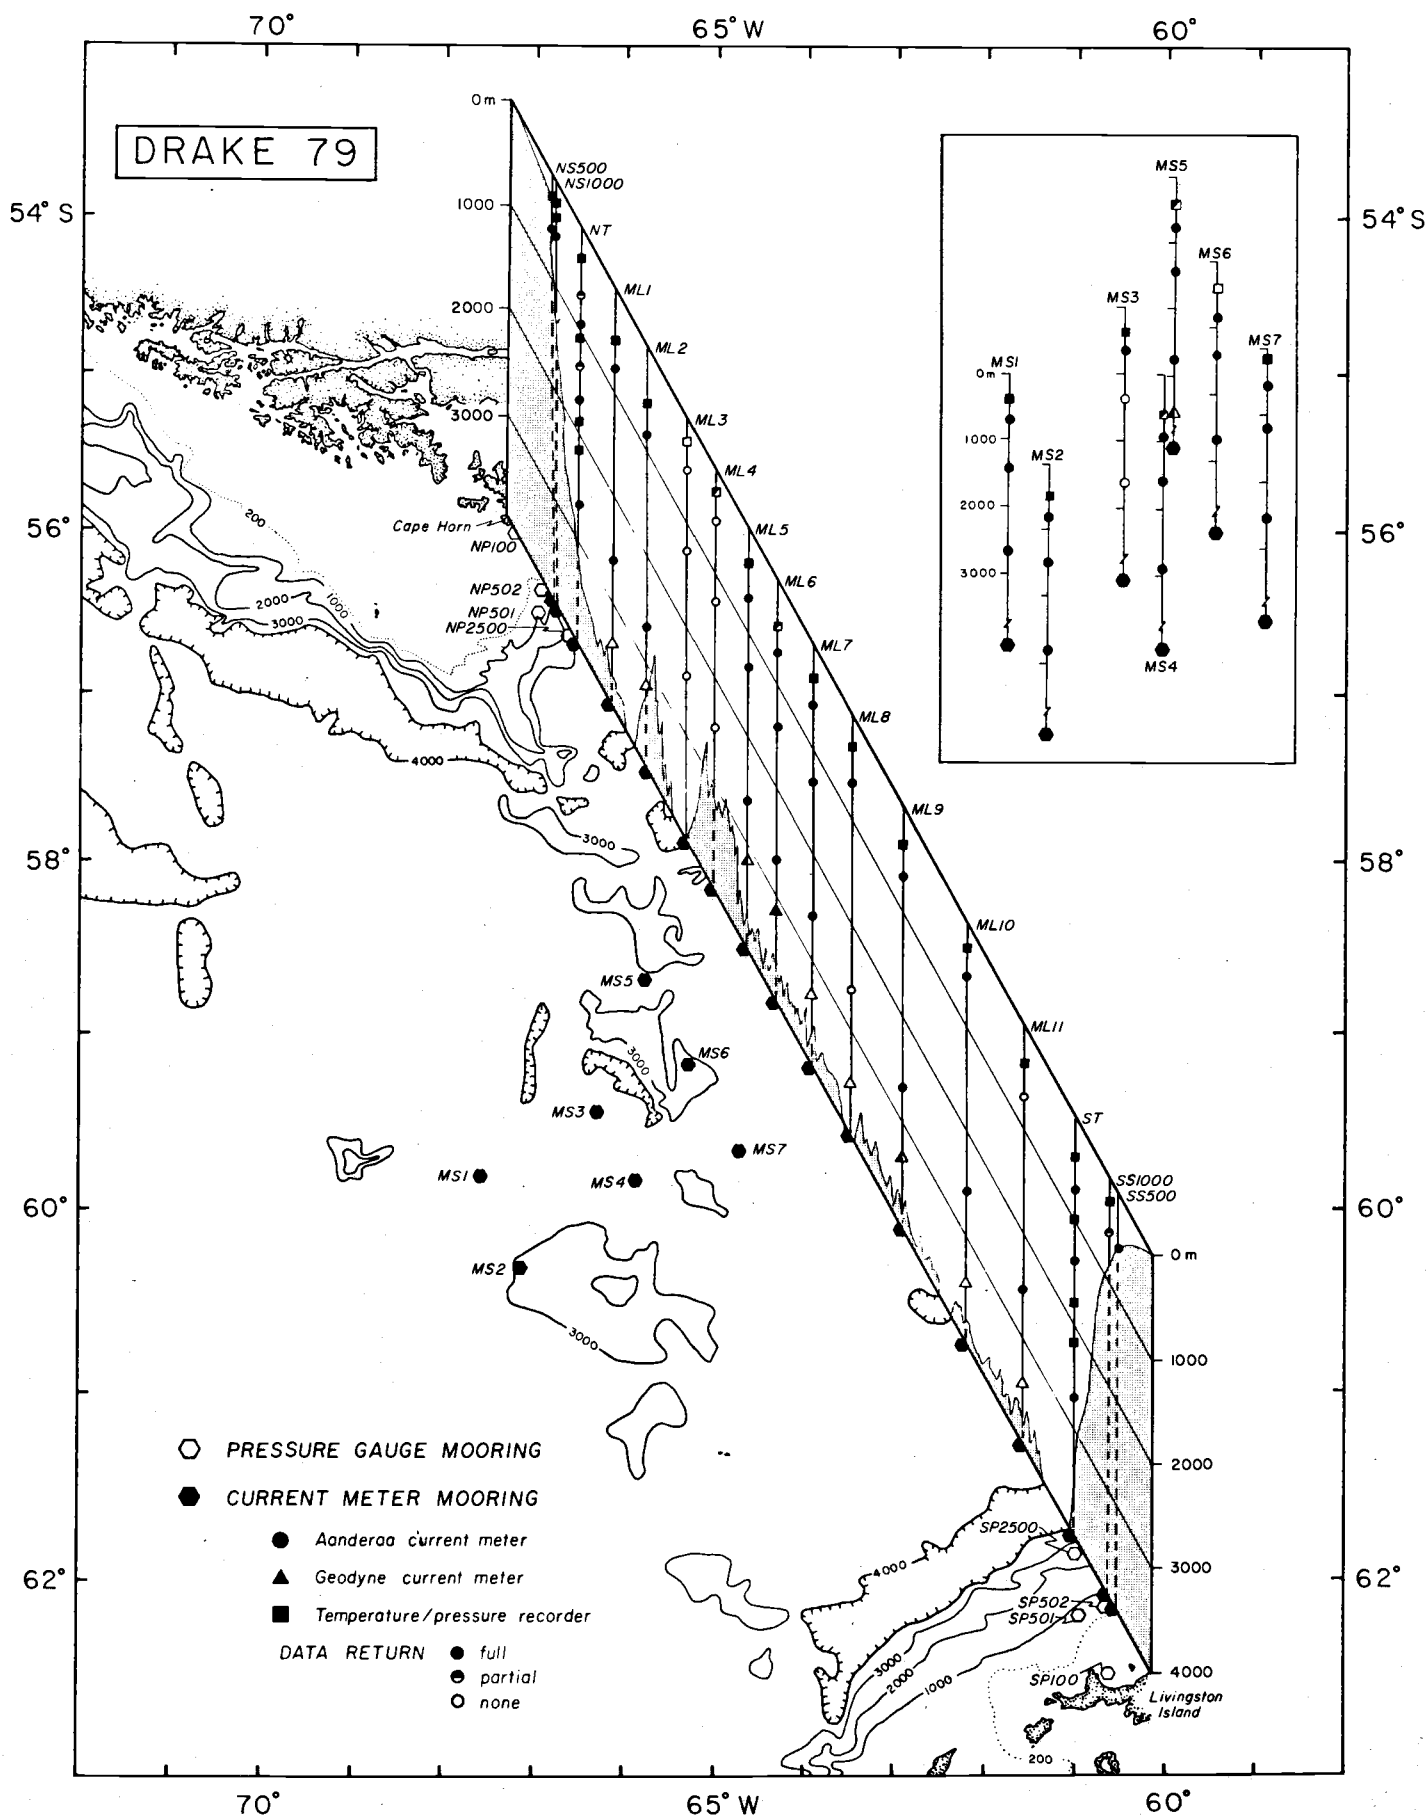 70° 65°W 60°
DRAKE 79
54°S
54°S
56°
56°
58°
58°
60°
60°
62°
62°
0m
1000
2000
3000
NS500
NS1000
NT
ML1
ML2
ML3
ML4
ML5
ML6
ML7
ML8
ML9
ML10
ML11
ST
SS1000
SS500
0m
1000
2000
3000
4000
MS5
MS6
MS3
MS7
MS1
0m
1000
2000
3000
MS2
MS4
Cape Horn
NP100
NP502
NP501
NP2500
200
1000
2000
3000
4000
3000
MS5
3000
MS6
MS3
MS7
MS1
MS4
MS2
3000
PRESSURE GAUGE MOORING
CURRENT METER MOORING
Aanderaa current meter
Geodyne current meter
Temperature/pressure recorder
DATA RETURN full
partial
none
SP2500
4000
SP502
SP501
3000
2000
1000
SP100
Livingston
Island
200
70° 65°W 60°